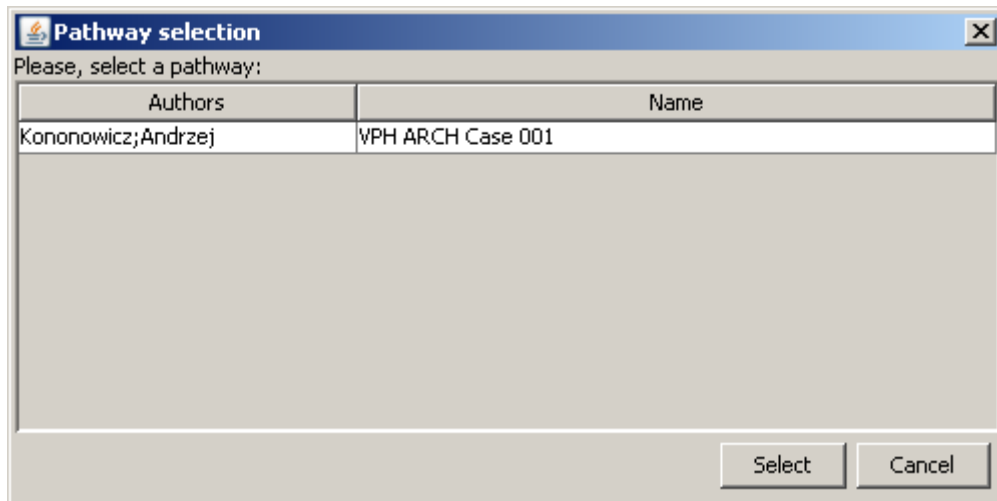 Pathway selection
Please, select a pathway:
Authors Name
Kononowicz;Andrzej VPH ARCH Case 001
Select Cancel